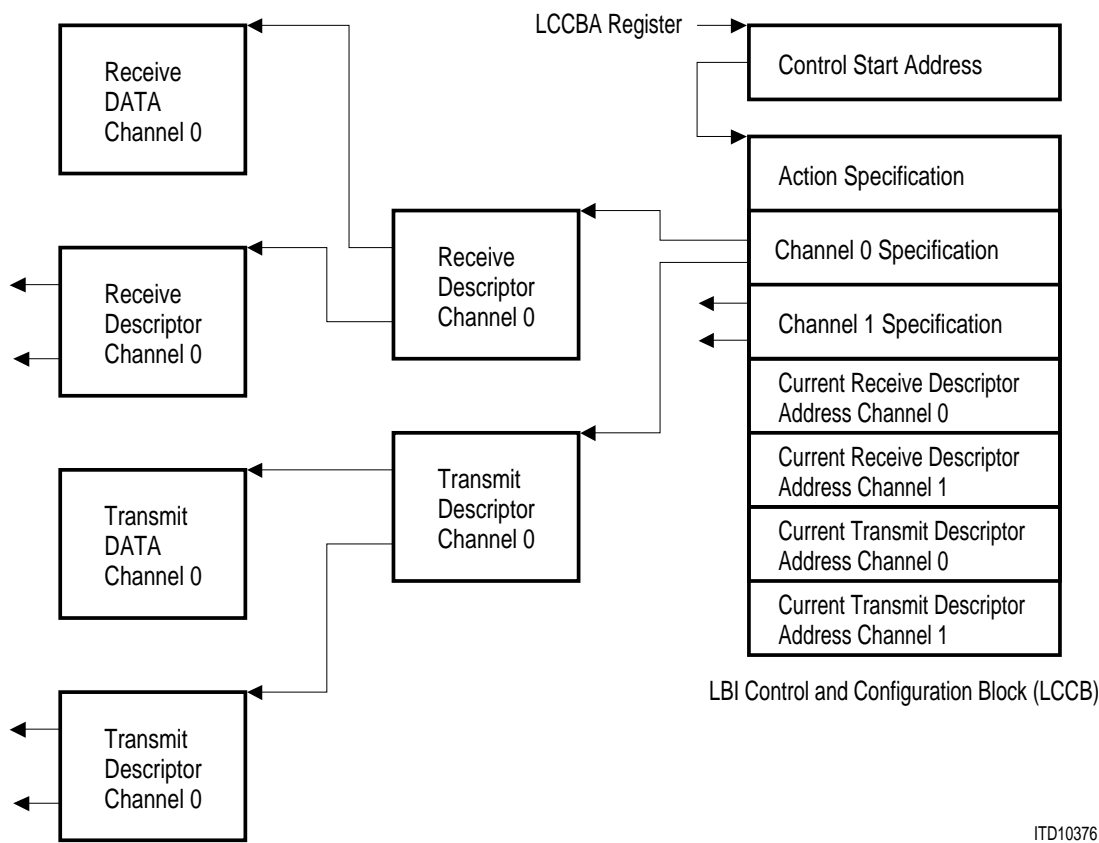 LCCBA Register
Control Start Address
Receive
DATA
Channel 0
Action Specification
Channel 0 Specification
Channel 1 Specification
Current Receive Descriptor
Address Channel 0
Current Receive Descriptor
Address Channel 1
Current Transmit Descriptor
Address Channel 0
Current Transmit Descriptor
Address Channel 1
LBI Control and Configuration Block (LCCB)
Receive
Descriptor
Channel 0
Receive
Descriptor
Channel 0
Transmit
Descriptor
Channel 0
Transmit
DATA
Channel 0
Transmit
Descriptor
Channel 0
ITD10376